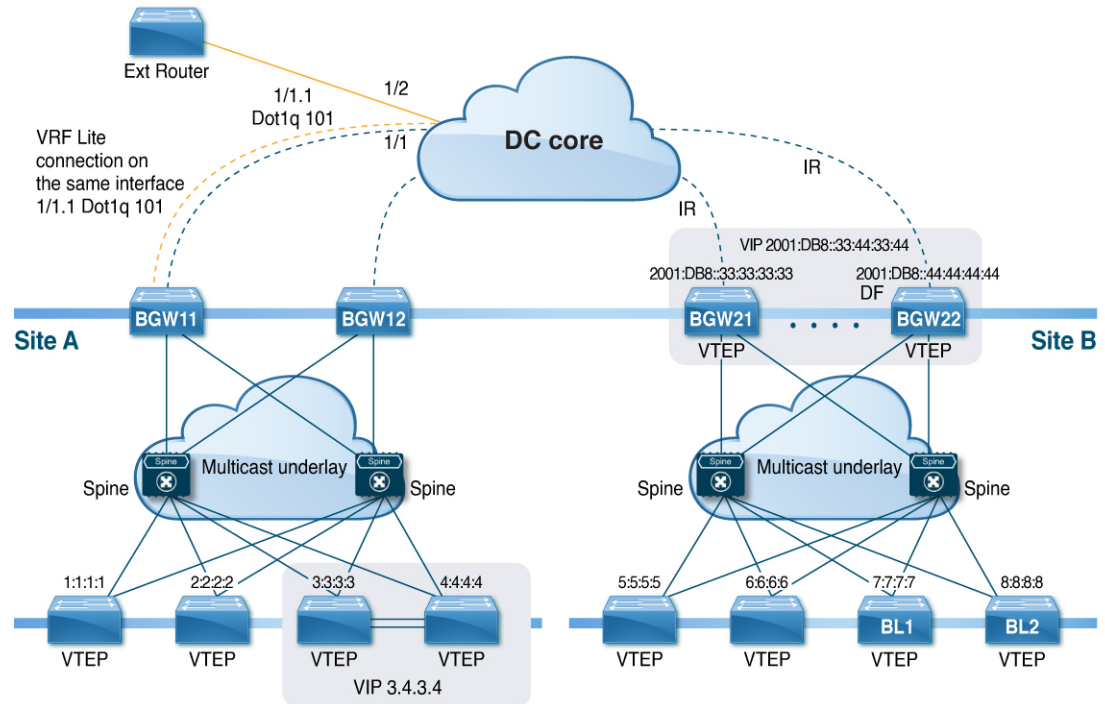 Ext Router
1/1.1
Dot1q 101
1/2
1/1
VRF Lite
connection on
the same interface
1/1.1 Dot1q 101
DC core
IR
IR
VIP 2001:DB8::33:44:33:44
2001:DB8::33:33:33:33
2001:DB8::44:44:44:44
DF
BGW11
BGW12
BGW21
BGW22
Site A
VTEP
VTEP
Site B
Spine
Spine
Multicast underlay
Spine
Spine
Spine
Spine
Multicast underlay
Spine
Spine
1:1:1:1
2:2:2:2
3:3:3:3
4:4:4:4
5:5:5:5
6:6:6:6
7:7:7:7
8:8:8:8
BL1
BL2
VTEP
VTEP
VTEP
VTEP
VTEP
VTEP
VTEP
VTEP
VIP 3.4.3.4